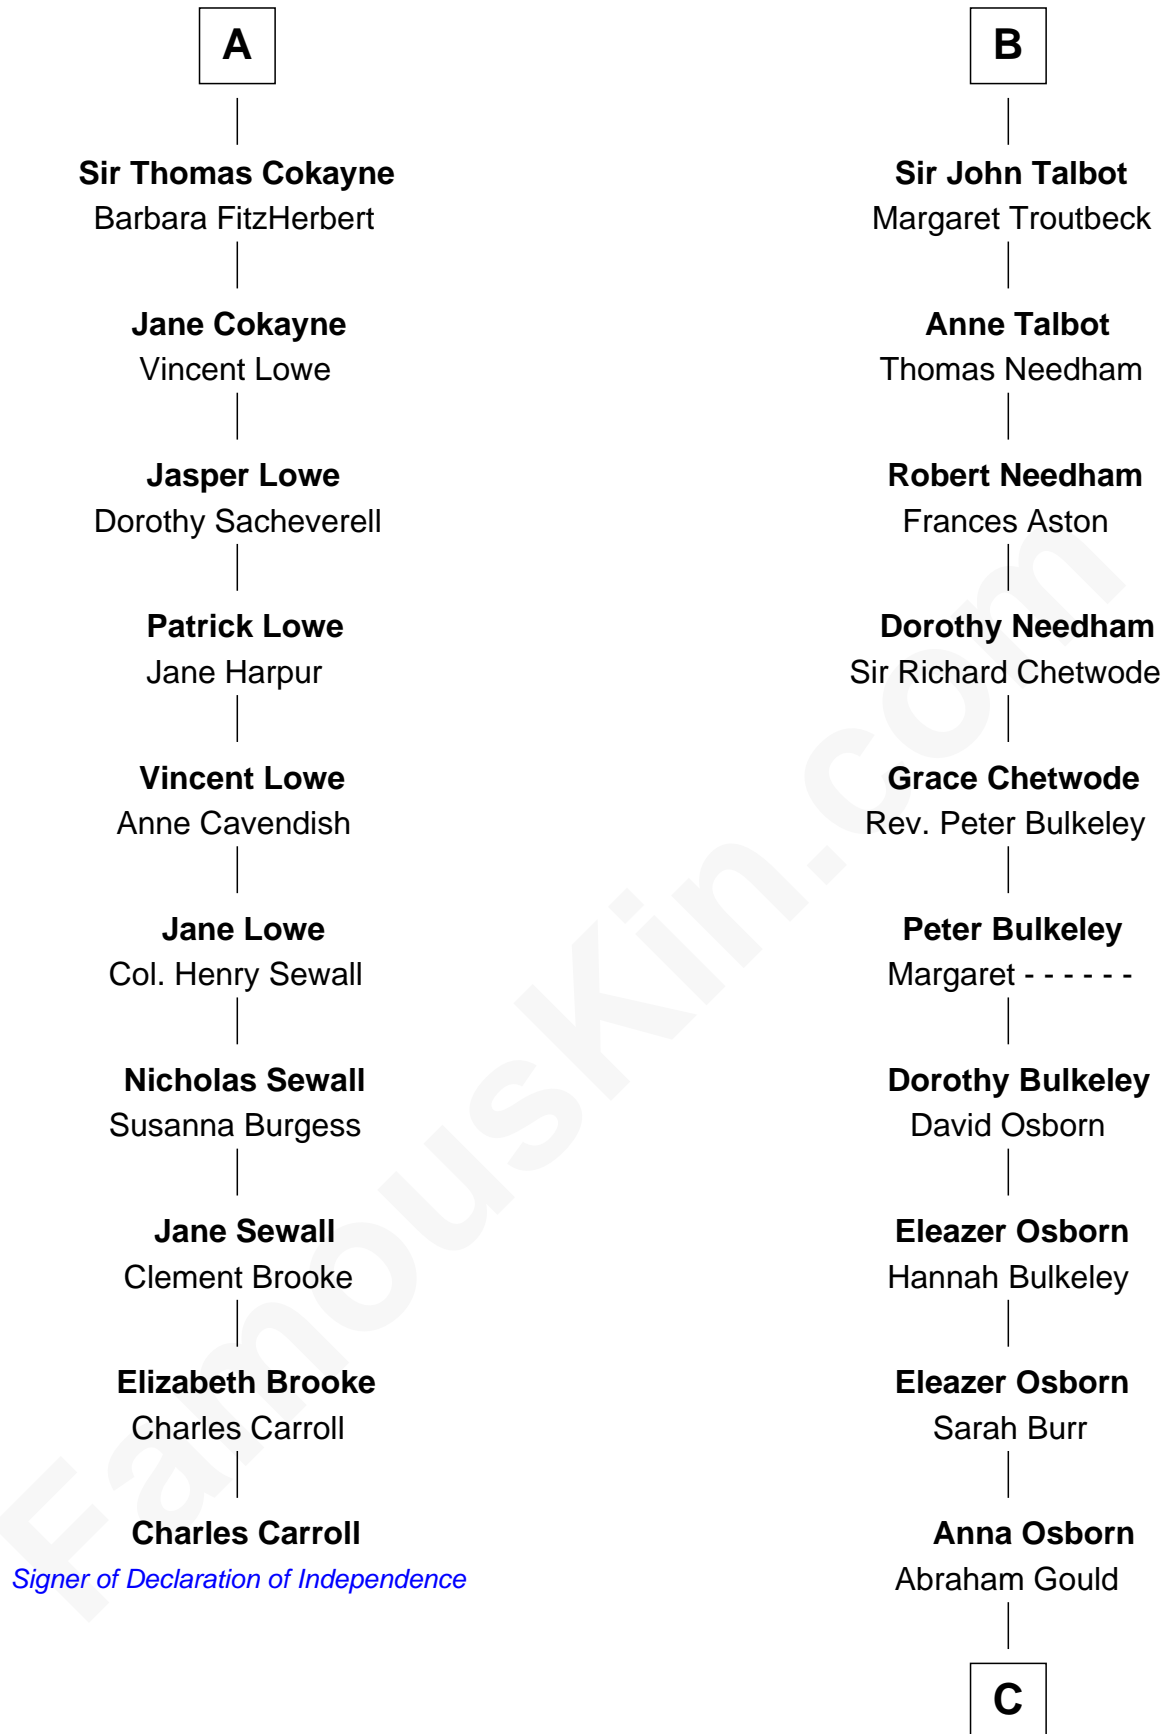 A
Sir Thomas Cokayne
Barbara FitzHerbert
Jane Cokayne
Vincent Lowe
Jasper Lowe
Dorothy Sacheverell
Patrick Lowe
Jane Harpur
Vincent Lowe
Anne Cavendish
Jane Lowe
Col. Henry Sewall
Nicholas Sewall
Susanna Burgess
Jane Sewall
Clement Brooke
Elizabeth Brooke
Charles Carroll
Charles Carroll
Signer of Declaration of Independence
B
Sir John Talbot
Margaret Troutbeck
Anne Talbot
Thomas Needham
Robert Needham
Frances Aston
Dorothy Needham
Sir Richard Chetwode
Grace Chetwode
Rev. Peter Bulkeley
Peter Bulkeley
Margaret - - - - - -
Dorothy Bulkeley
David Osborn
Eleazer Osborn
Hannah Bulkeley
Eleazer Osborn
Sarah Burr
Anna Osborn
Abraham Gould
C
FamousKin.com